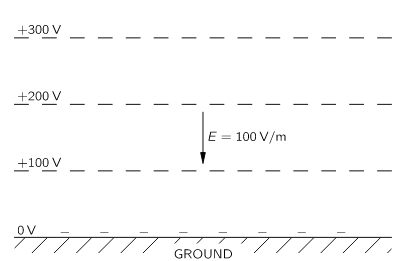 +300 V
+200 V
E = 100 V/m
+100 V
0 V
GROUND